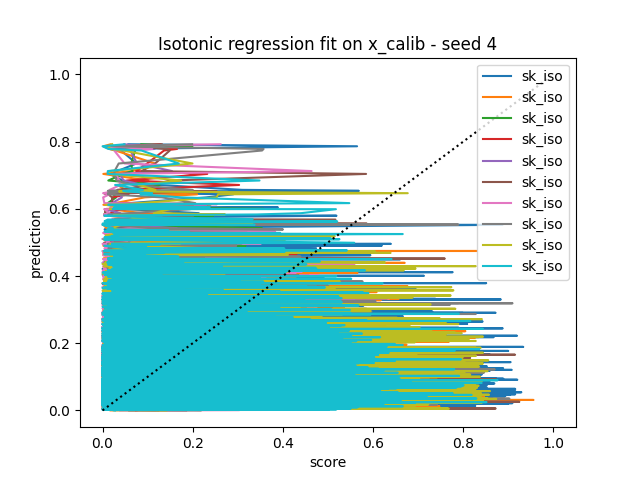 Isotonic regression fit on x_calib - seed 4
1.0
0.8
0.6
0.4
0.2
0.0
prediction
sk_iso
sk_iso
sk_iso
sk_iso
sk_iso
sk_iso
sk_iso
sk_iso
sk_iso
sk_iso
0.0 0.2 0.4 0.6 0.8 1.0
score